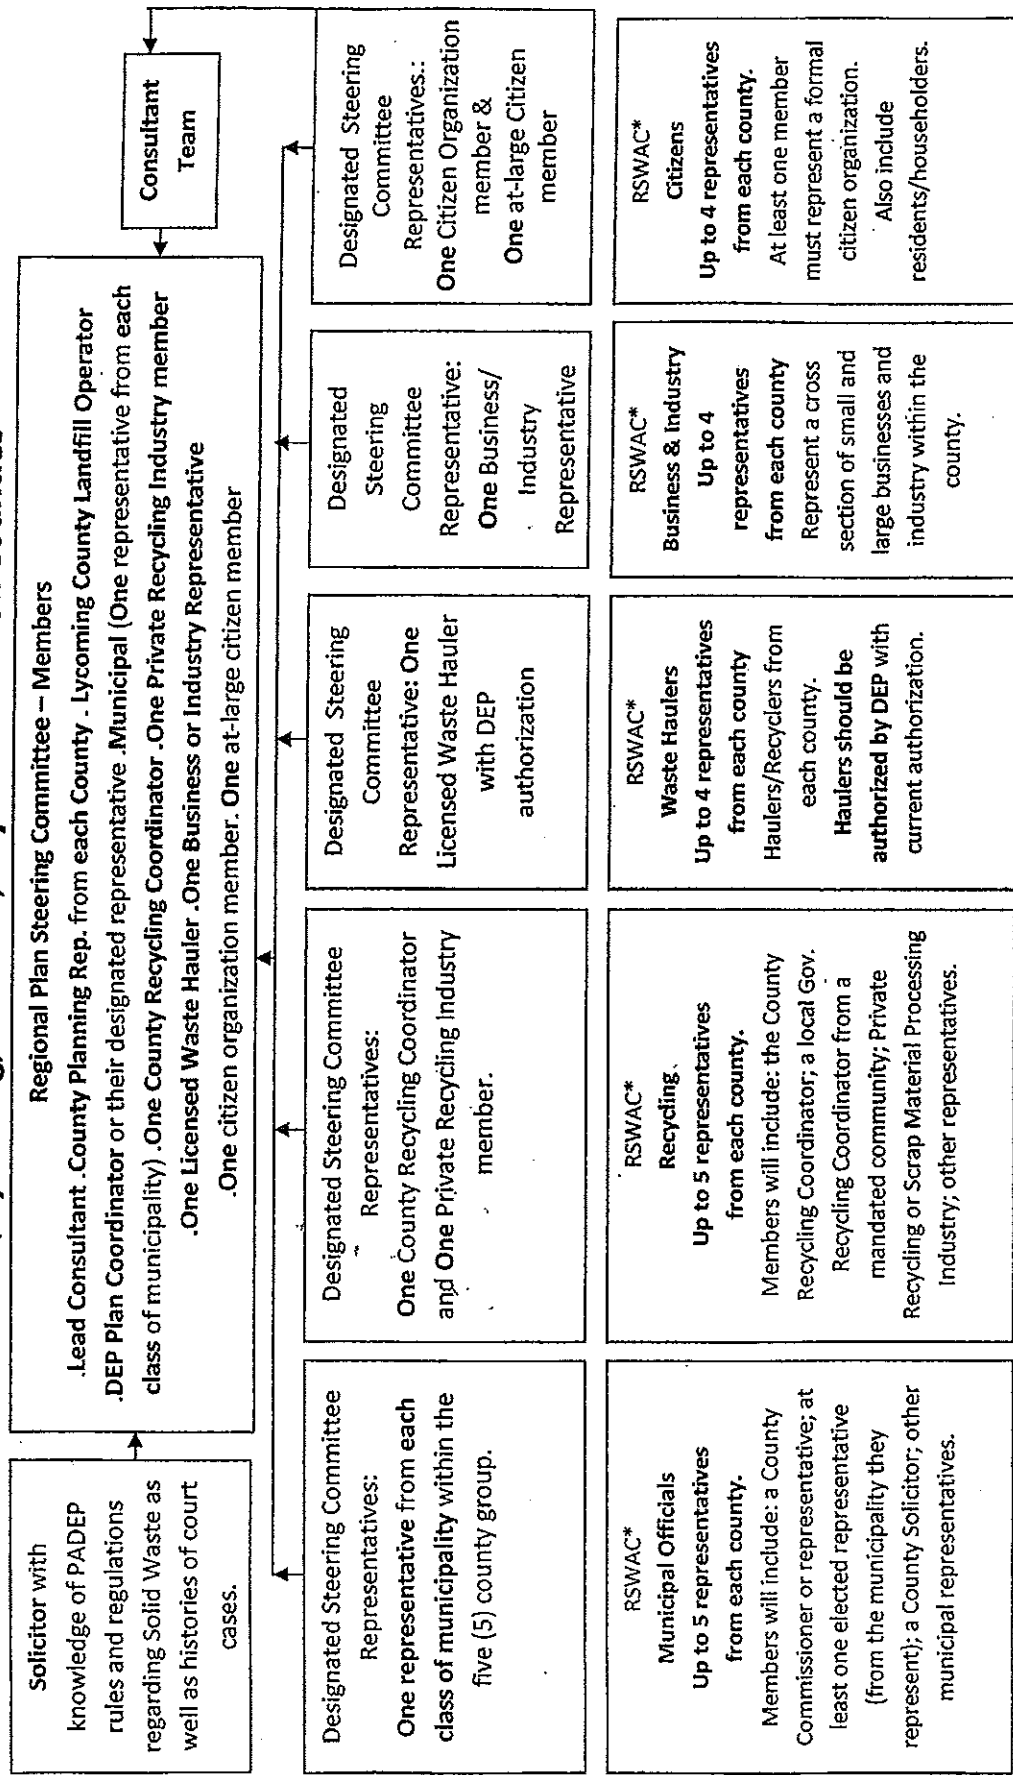 Solicitor with
knowledge of PADEP
rules and regulations
regarding Solid Waste as
well as histories of court
cases.
Regional Plan Steering Committee – Members
.Lead Consultant .County Planning Rep. from each County . Lycoming County Landfill Operator
.DEP Plan Coordinator or their designated representative .Municipal (One representative from each
class of municipality) .One County Recycling Coordinator .One Private Recycling Industry member
.One Licensed Waste Hauler .One Business or Industry Representative
.One citizen organization member. One at-large citizen member
Consultant
Team
Designated Steering Committee
Representatives:
One representative from each
class of municipality within the
five (5) county group.
Designated Steering Committee
Representatives:
One County Recycling Coordinator
and One Private Recycling Industry
member.
Designated Steering
Committee
Representative: One
Licensed Waste Hauler
with DEP
authorization
Designated
Steering
Committee
Representative:
One Business/
Industry
Representative
Designated Steering
Committee
Representatives.:
One Citizen Organization
member &
One at-large Citizen
member
RSWAC*
Municipal Officials
Up to 5 representatives
from each county.
Members will include: a County
Commissioner or representative; at
least one elected representative
(from the municipality they
represent); a County Solicitor; other
municipal representatives.
RSWAC*
Recycling.
Up to 5 representatives
from each county.
Members will include: the County
Recycling Coordinator; a local Gov.
Recycling Coordinator from a
mandated community; Private
Recycling or Scrap Material Processing
Industry; other representatives.
RSWAC*
Waste Haulers
Up to 4 representatives
from each county
Haulers/Recyclers from
each county.
Haulers should be
authorized by DEP with
current authorization.
RSWAC*
Business & Industry
Up to 4
representatives
from each county
Represent a cross
section of small and
large businesses and
industry within the
county.
RSWAC*
Citizens
Up to 4 representatives
from each county.
At least one member
must represent a formal
citizen organization.
Also include
residents/householders.